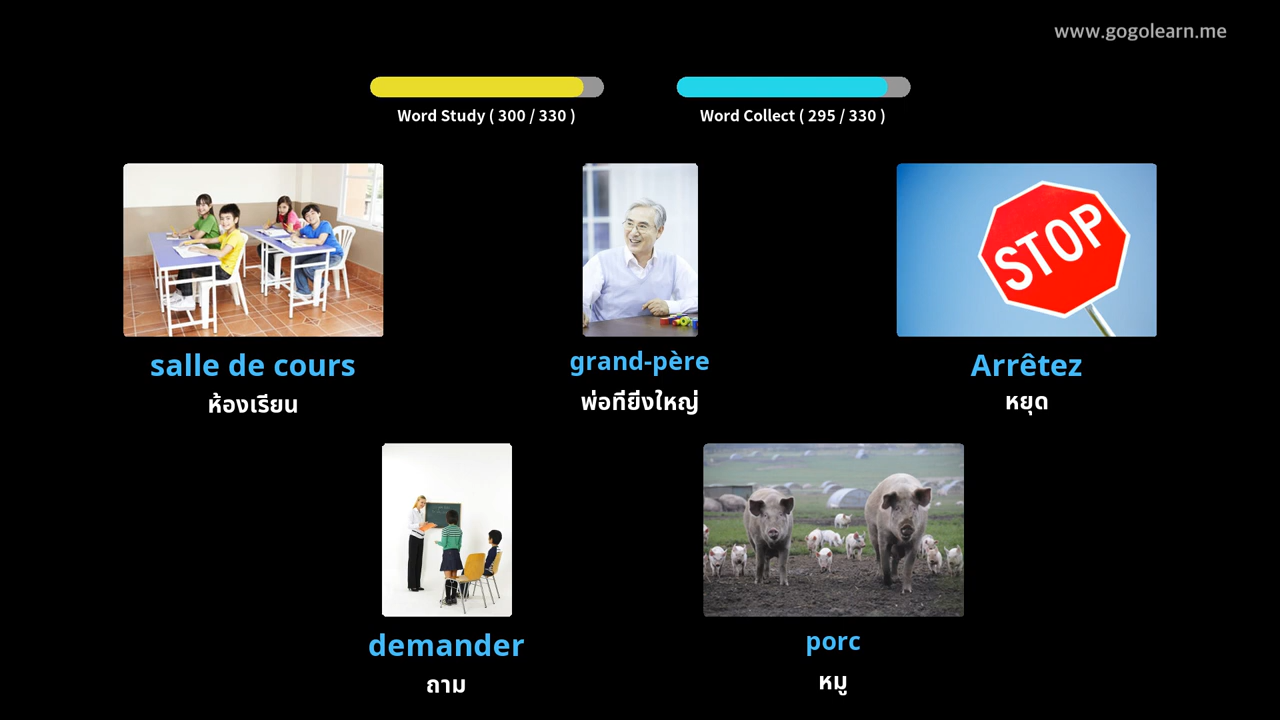 www.gogolearn.me
Word Study ( 300 / 330 )
Word Collect ( 295 / 330 )
STOP
salle de cours
ห้องเรียน
grand-père
พ่อที่ยิ่งใหญ่
Arrêtez
หยุด
demander
ถาม
porc
หมู